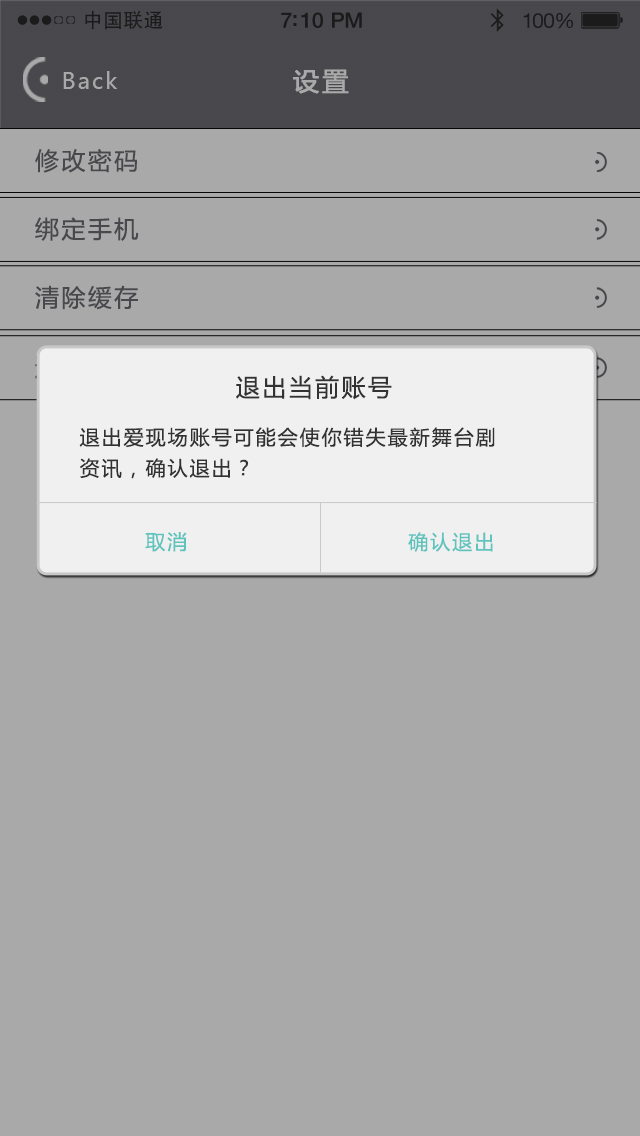 中国联通 7:10 PM 100%
Back 设置
修改密码
绑定手机
清除缓存
退出当前账号
退出爱现场账号可能会使你错失最新舞台剧
资讯，确认退出？
取消 确认退出